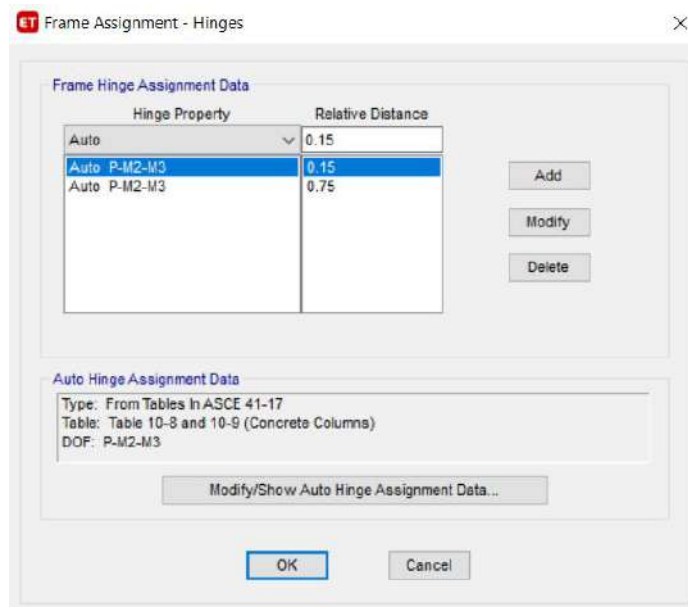 ET Frame Assignment - Hinges
Frame Hinge Assignment Data
Hinge Property Relative Distance
Auto 0.15
Auto P-M2-M3 0.15
Auto P-M2-M3 0.75
Add
Modify
Delete
Auto Hinge Assignment Data
Type: From Tables In ASCE 41-17
Table: Table 10-8 and 10-9 (Concrete Columns)
DOF: P-M2-M3
Modify/Show Auto Hinge Assignment Data...
OK Cancel